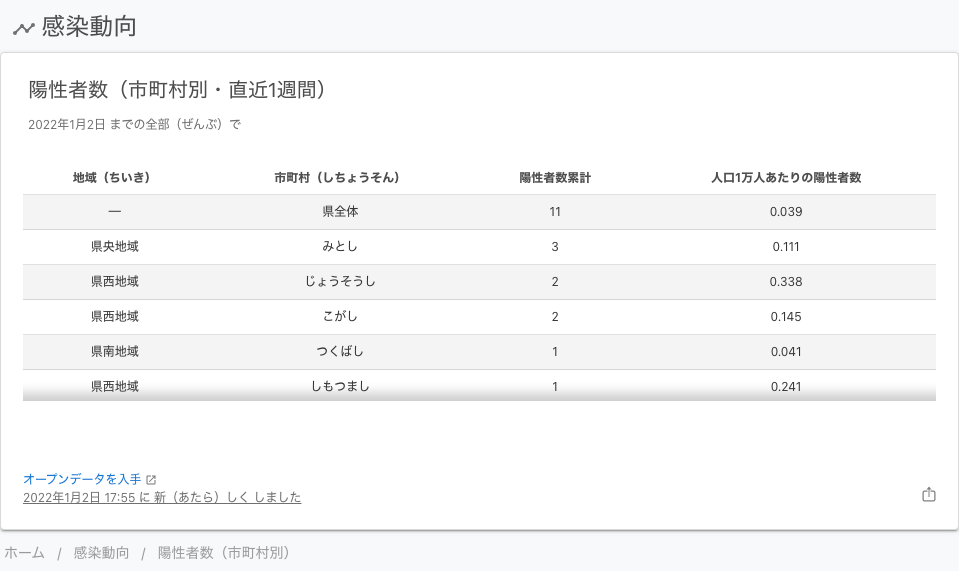 感染動向
陽性者数（市町村別・直近1週間）
2022年1月2日 までの全部（ぜんぶ）で
地域（ちいき） 市町村（しちょうそん） 陽性者数累計 人口1万人あたりの陽性者数
― 県全体 11 0.039
県央地域 みとし 3 0.111
県西地域 じょうそうし 2 0.338
県西地域 こがし 2 0.145
県南地域 つくばし 1 0.041
県西地域 しもつまし 1 0.241
オープンデータを入手
2022年1月2日 17:55 に 新（あたら）しく しました
ホーム / 感染動向 / 陽性者数（市町村別）